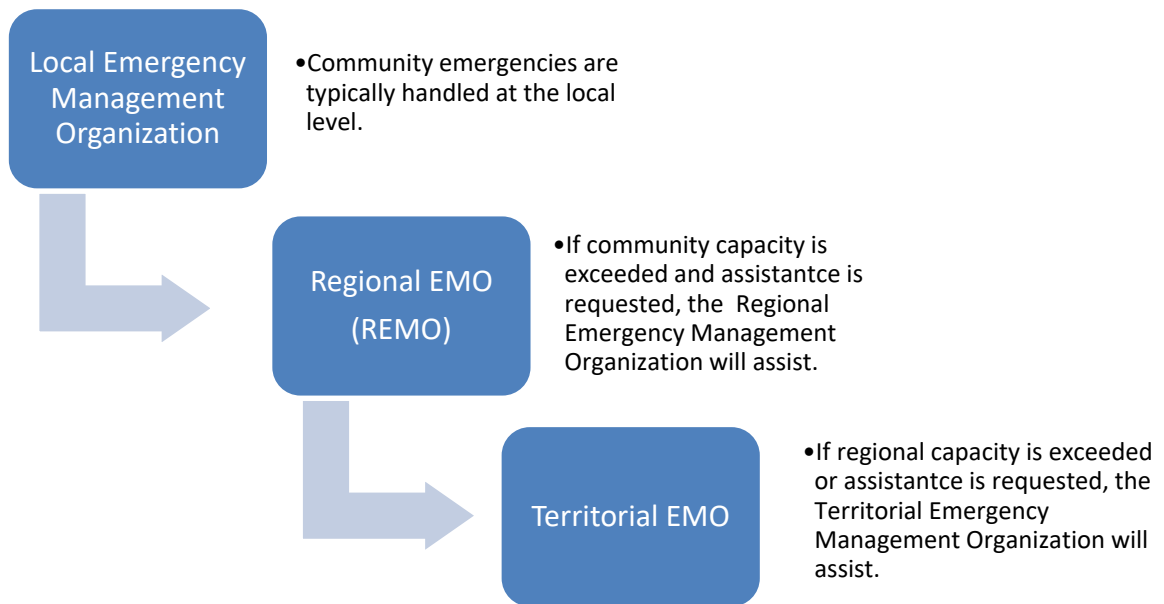 Local Emergency
Management
Organization
•Community emergencies are
typically handled at the local
level.
Regional EMO
(REMO)
•If community capacity is
exceeded and assistantce is
requested, the  Regional
Emergency Management
Organization will assist.
Territorial EMO
•If regional capacity is exceeded
or assistantce is requested, the
Territorial Emergency
Management Organization will
assist.